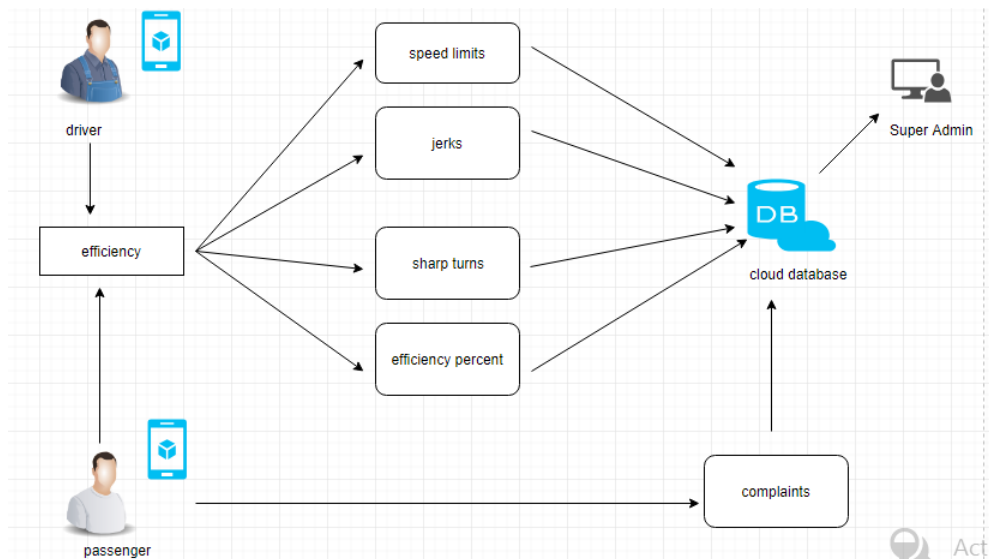 speed limits
driver
jerks
Super Admin
efficiency
DB
sharp turns
cloud database
efficiency percent
complaints
passenger
Act